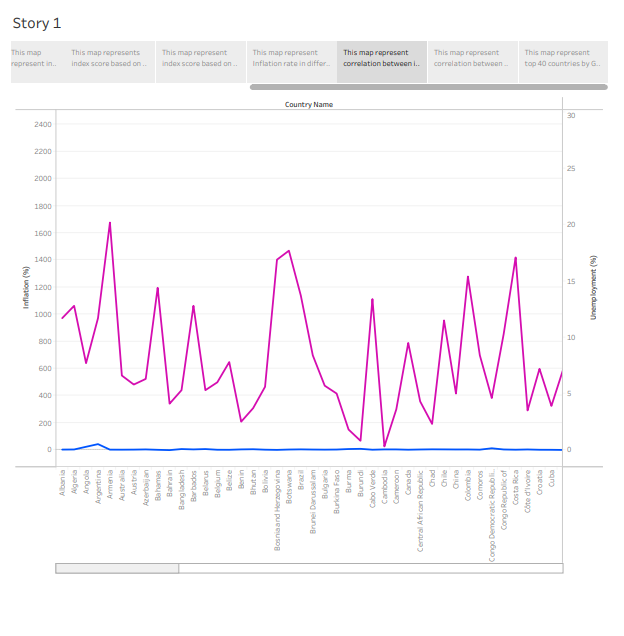 Story 1
This map
represent in..
This map represents
index score based on ..
This map represent
index score based on ..
This map represent
Inflation rate in differ..
This map represent
correlation between i..
This map represent
correlation between ..
This map represent
top 40 countries by G..
Country Name
2400
2200
2000
1800
1600
1400
1200
1000
800
600
400
200
0
Inflation (%)
30
25
20
15
10
5
0
Unemployment (%)
Albania
Algeria
Angola
Argentina
Armenia
Australia
Austria
Azerbaijan
Bahamas
Bahrain
Bangladesh
Barbados
Belarus
Belgium
Belize
Benin
Bhutan
Bolivia
Bosnia and Herzegovina
Botswana
Brazil
Brunei Darussalam
Bulgaria
Burkina Faso
Burma
Burundi
Cabo Verde
Cambodia
Cameroon
Canada
Central African Republic
Chad
Chile
China
Colombia
Comoros
Congo Democratic Republi..
Congo Republic of
Costa Rica
Côte d'Ivoire
Croatia
Cuba